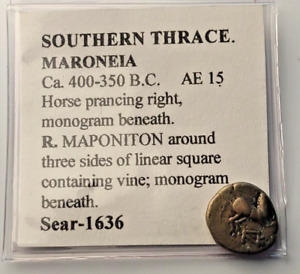 SOUTHERN THRACE.
MARONEIA
Ca. 400-350 B.C. AE 15
Horse prancing right,
monogram beneath.
R. MAPONITON around
three sides of linear square
containing vine; monogram
beneath.
Sear-1636